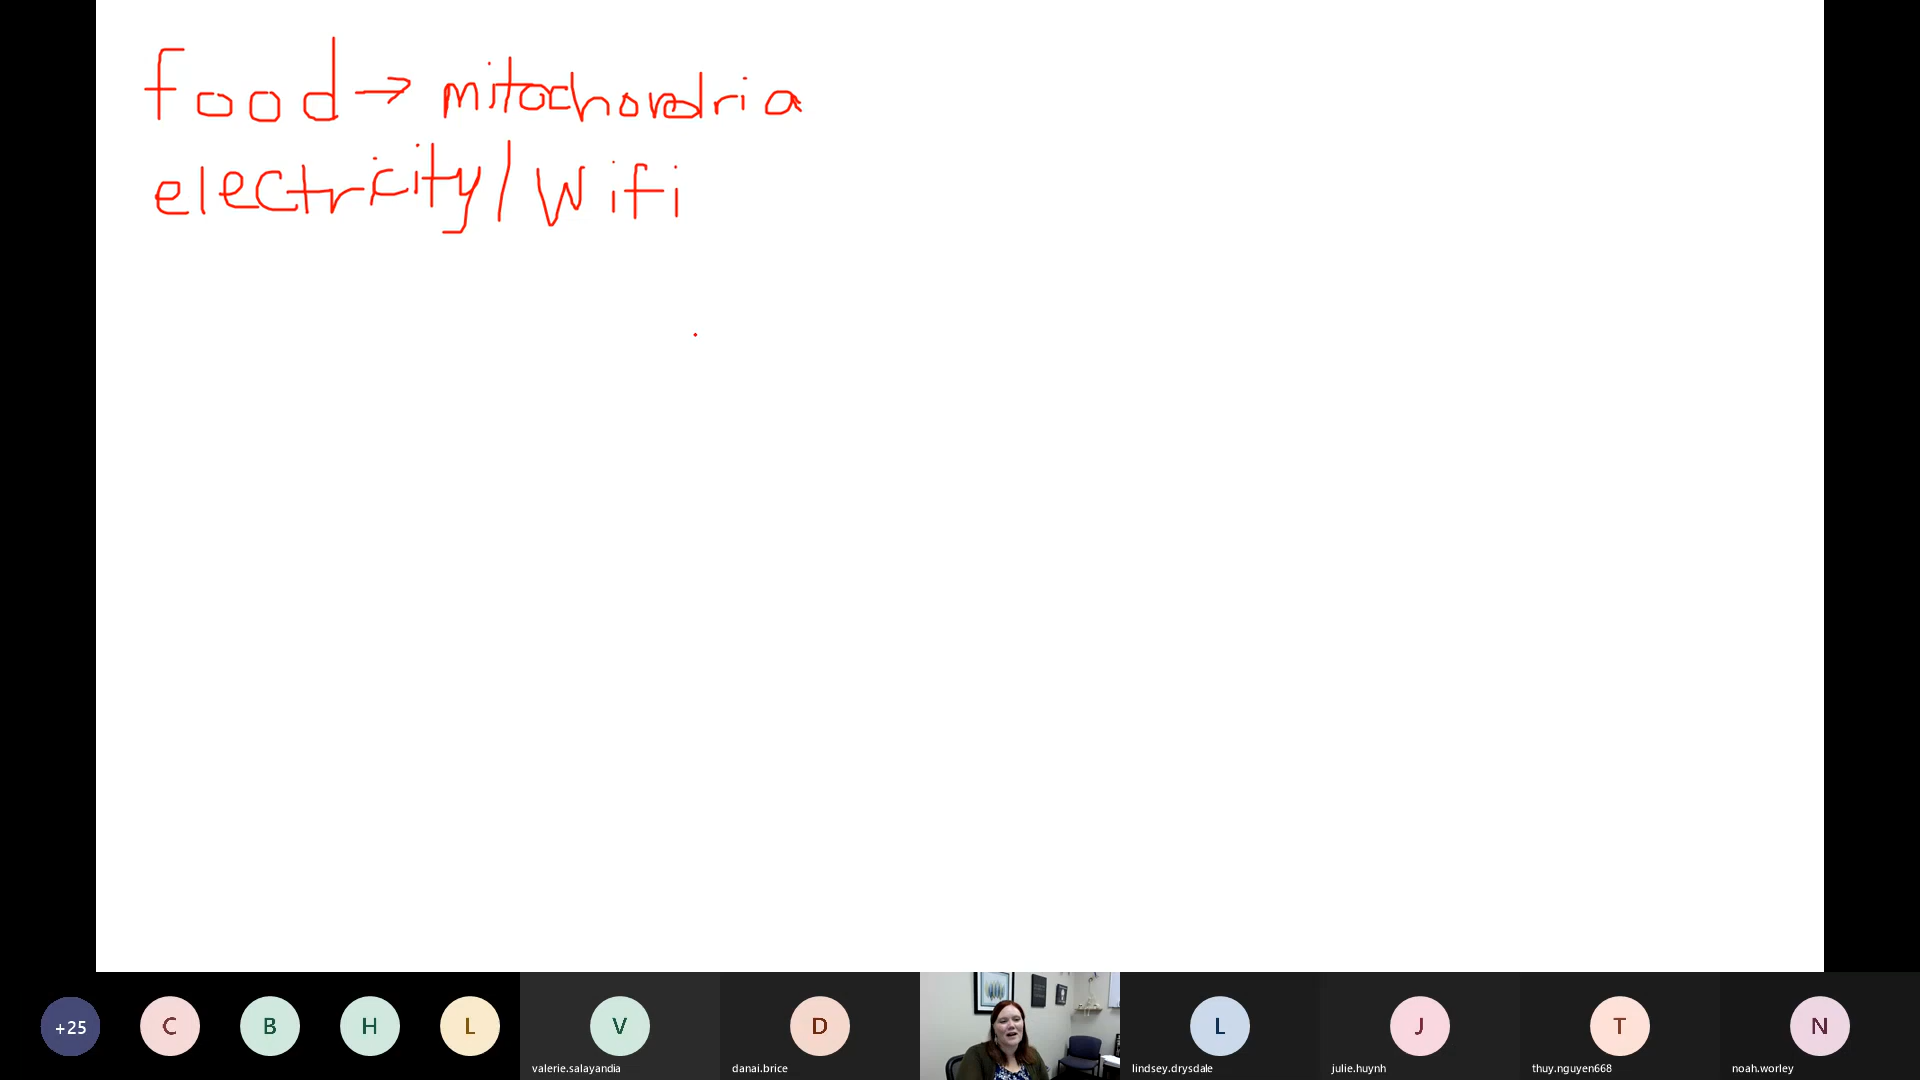 food → mitochondria
electricity/Wifi
+25
C
B
H
L
V
D
L
J
T
N
valerie.salayandia
danai.brice
lindsey.drysdale
julie.huynh
thuy.nguyen668
noah.worley